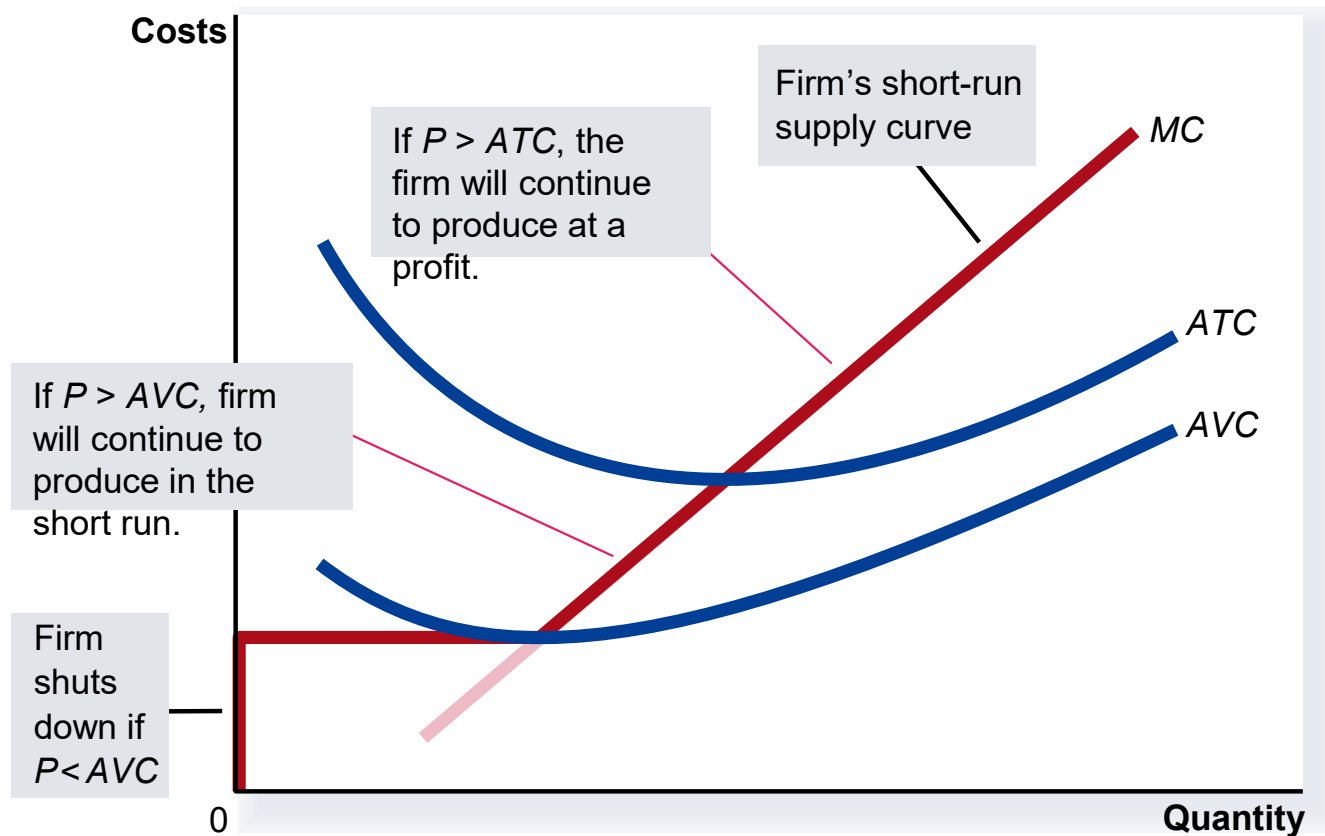 Costs
Firm’s short-run
supply curve
MC
If P > ATC, the
firm will continue
to produce at a
profit.
ATC
If P > AVC, firm
will continue to
produce in the
short run.
AVC
Firm
shuts
down if
P< AVC
0
Quantity